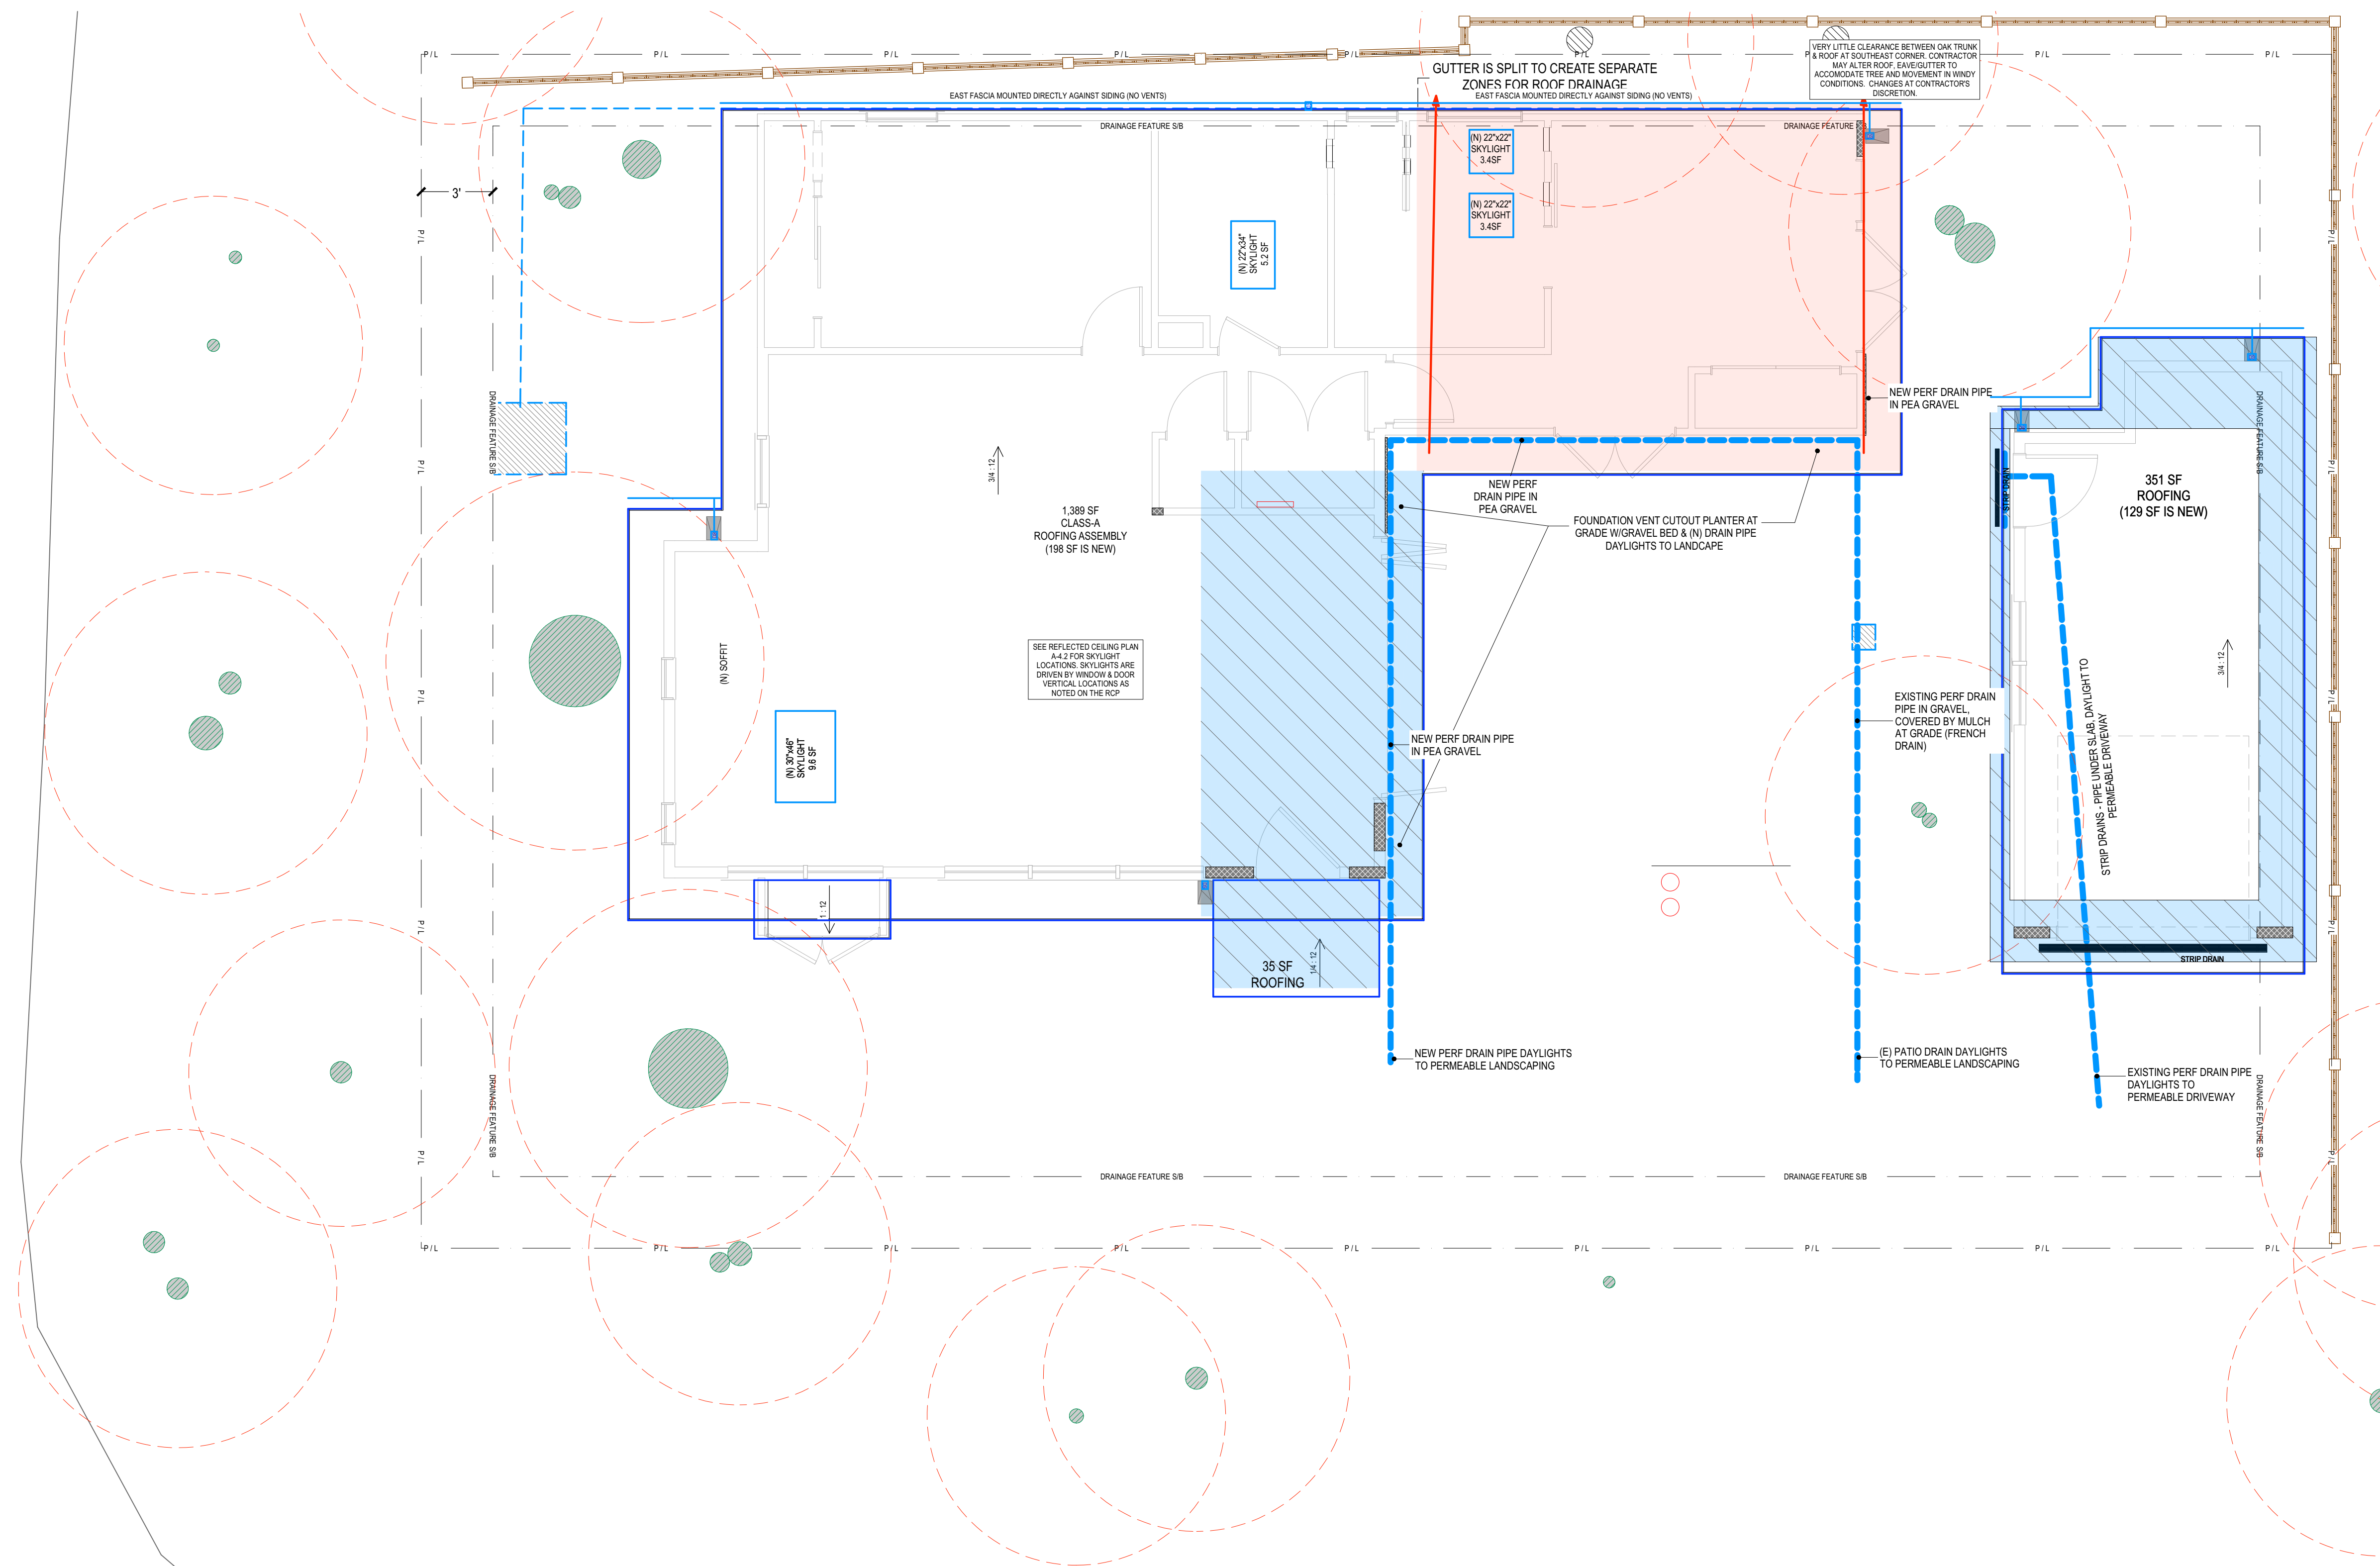 P / L
P / L
P / L
P / L
P / L
P / L
P / L
P / L
GUTTER IS SPLIT TO CREATE SEPARATE
ZONES FOR ROOF DRAINAGE
VERY LITTLE CLEARANCE BETWEEN OAK TRUNK
& ROOF AT SOUTHEAST CORNER. CONTRACTOR
MAY ALTER ROOF, EAVE/GUTTER TO
ACCOMODATE TREE AND MOVEMENT IN WINDY
CONDITIONS. CHANGES AT CONTRACTOR'S
DISCRETION.
EAST FASCIA MOUNTED DIRECTLY AGAINST SIDING (NO VENTS)
EAST FASCIA MOUNTED DIRECTLY AGAINST SIDING (NO VENTS)
DRAINAGE FEATURE S/B
DRAINAGE FEATURE
3'
(N) 22"x22"
SKYLIGHT
3.4SF
(N) 22"x22"
SKYLIGHT
3.4SF
(N) 22"x34"
SKYLIGHT
5.2 SF
P / L
P / L
P / L
P / L
P / L
P / L
P / L
P / L
P / L
P / L
DRAINAGE FEATURE S/B
DRAINAGE FEATURE S/B
NEW PERF DRAIN PIPE
IN PEA GRAVEL
3/4 : 12
NEW PERF
DRAIN PIPE IN
PEA GRAVEL
1,389 SF
CLASS-A
ROOFING ASSEMBLY
(198 SF IS NEW)
FOUNDATION VENT CUTOUT PLANTER AT
GRADE W/GRAVEL BED & (N) DRAIN PIPE
DAYLIGHTS TO LANDCAPE
STRIP DRAIN
351 SF
ROOFING
(129 SF IS NEW)
(N) SOFFIT
SEE REFLECTED CEILING PLAN
A-4.2 FOR SKYLIGHT
LOCATIONS. SKYLIGHTS ARE
DRIVEN BY WINDOW & DOOR
VERTICAL LOCATIONS AS
NOTED ON THE RCP
3/4 : 12
EXISTING PERF DRAIN
PIPE IN GRAVEL,
COVERED BY MULCH
AT GRADE (FRENCH
DRAIN)
STRIP DRAINS - PIPE UNDER SLAB, DAYLIGHT TO
PERMEABLE DRIVEWAY
(N) 30"x46"
SKYLIGHT
9.6 SF
NEW PERF DRAIN PIPE
IN PEA GRAVEL
1 : 12
35 SF
ROOFING
1/4 : 12
STRIP DRAIN
NEW PERF DRAIN PIPE DAYLIGHTS
TO PERMEABLE LANDSCAPING
(E) PATIO DRAIN DAYLIGHTS
TO PERMEABLE LANDSCAPING
EXISTING PERF DRAIN PIPE
DAYLIGHTS TO
PERMEABLE DRIVEWAY
DRAINAGE FEATURE S/B
DRAINAGE FEATURE S/B
DRAINAGE FEATURE S/B
DRAINAGE FEATURE S/B
P / L
P / L
P / L
P / L
P / L
P / L
P / L
P / L
P / L